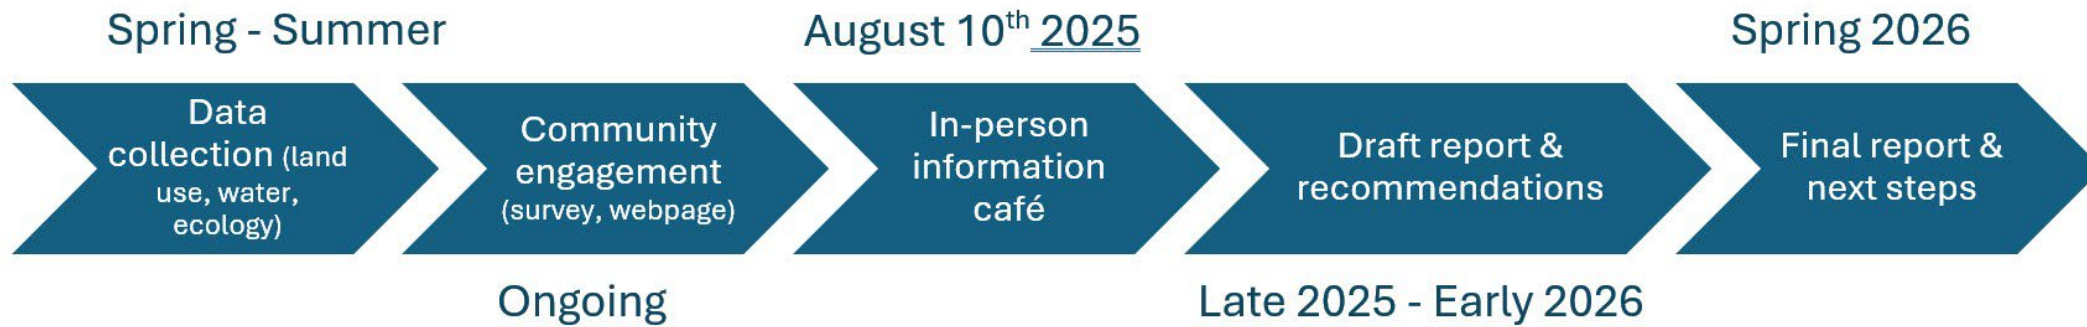 Spring - Summer
August 10th 2025
Spring 2026
Data
collection (land
use, water,
ecology)
Community
engagement
(survey, webpage)
In-person
information
café
Draft report &
recommendations
Final report &
next steps
Ongoing
Late 2025 - Early 2026